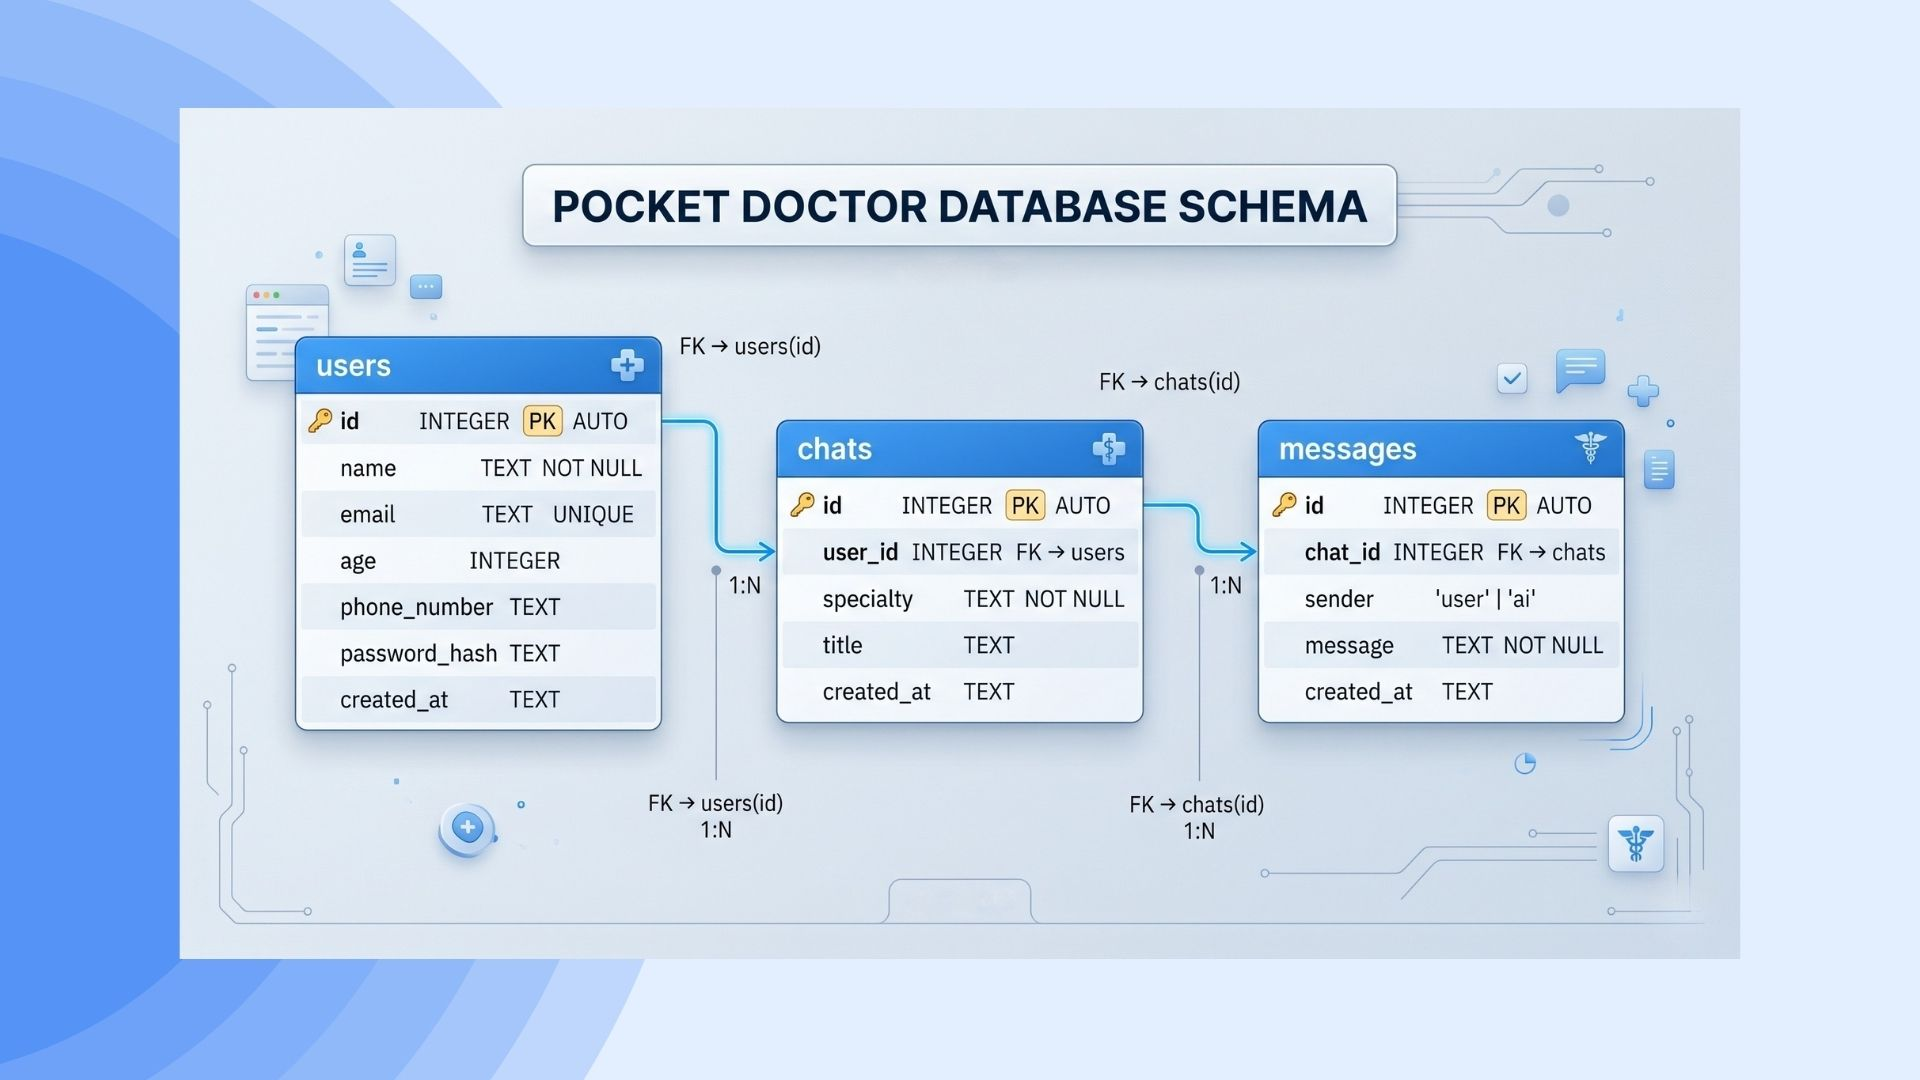 POCKET DOCTOR DATABASE SCHEMA
FK → users(id)
FK → chats(id)
users
id INTEGER PK AUTO
name TEXT NOT NULL
email TEXT UNIQUE
age INTEGER
phone_number TEXT
password_hash TEXT
created_at TEXT
1:N
FK → users(id)
1:N
chats
id INTEGER PK AUTO
user_id INTEGER FK → users
specialty TEXT NOT NULL
title TEXT
created_at TEXT
1:N
FK → chats(id)
1:N
messages
id INTEGER PK AUTO
chat_id INTEGER FK → chats
sender 'user' | 'ai'
message TEXT NOT NULL
created_at TEXT